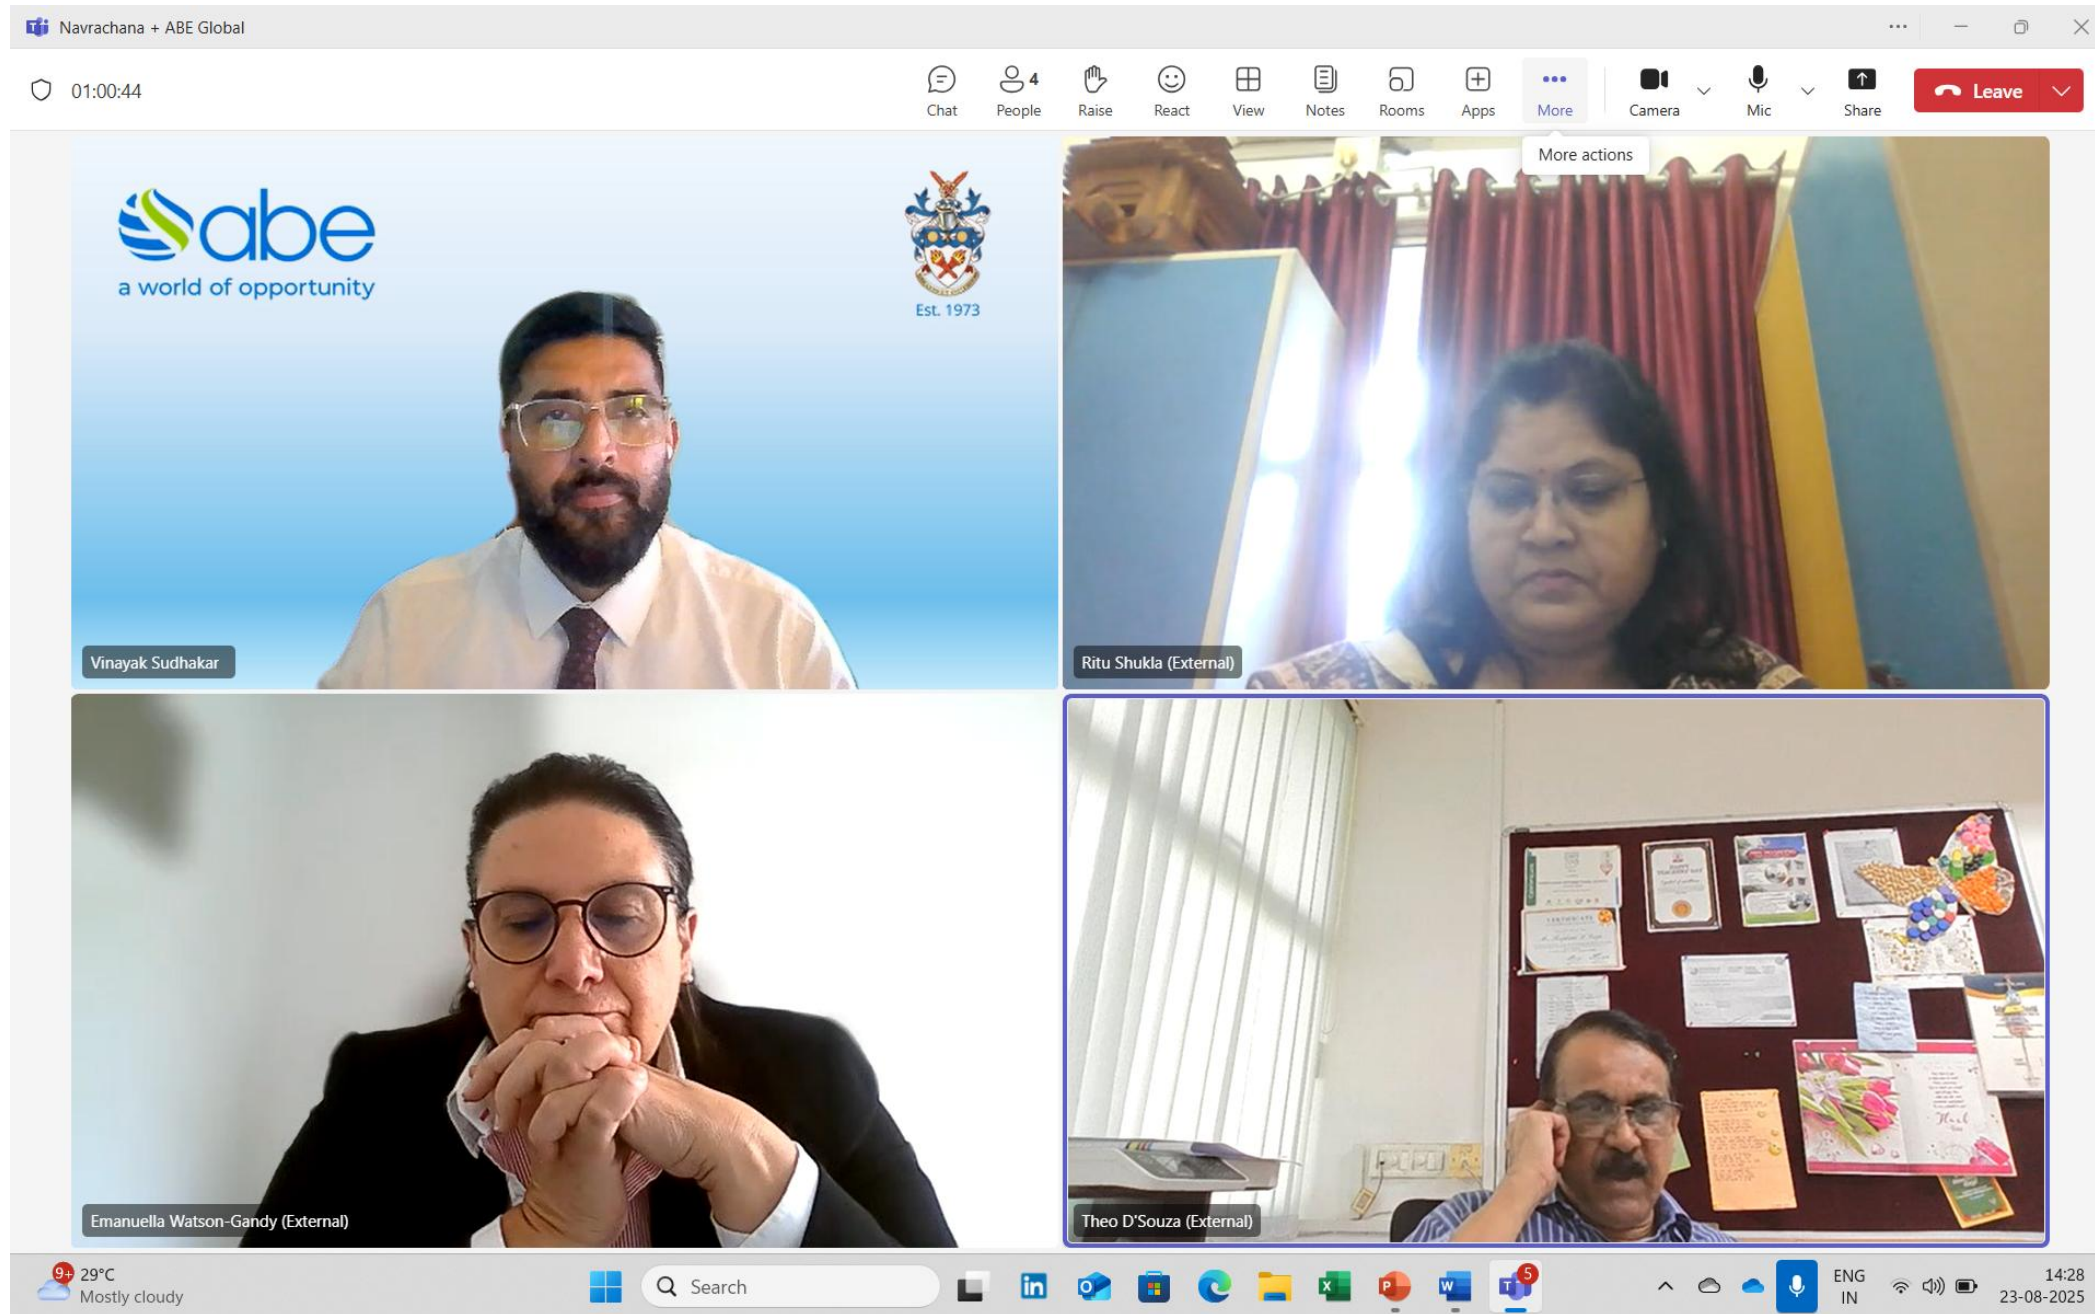 Navrachana + ABE Global
01:00:44
Chat
4
People
Raise
React
View
Notes
Rooms
Apps
More
Camera
Mic
Share
Leave
More actions
abe
a world of opportunity
Est. 1973
Vinayak Sudhakar
Ritu Shukla (External)
Emanuella Watson-Gandy (External)
CERTIFICATE
Theo D'Souza (External)
9+
29°C
Mostly cloudy
Search
5
ENG
IN
14:28
23-08-2025